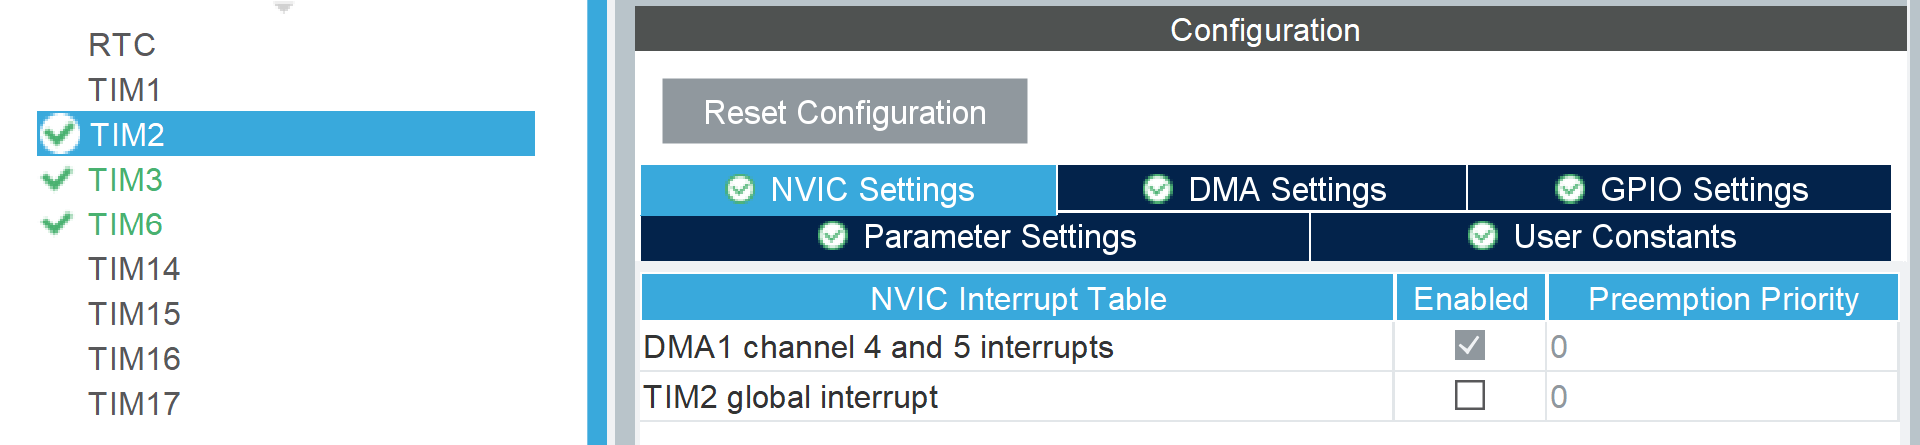 RTC
TIM1
TIM2
TIM3
TIM6
TIM14
TIM15
TIM16
TIM17
Configuration
Reset Configuration
NVIC Settings DMA Settings GPIO Settings
Parameter Settings User Constants
NVIC Interrupt Table Enabled Preemption Priority
DMA1 channel 4 and 5 interrupts 0
TIM2 global interrupt 0